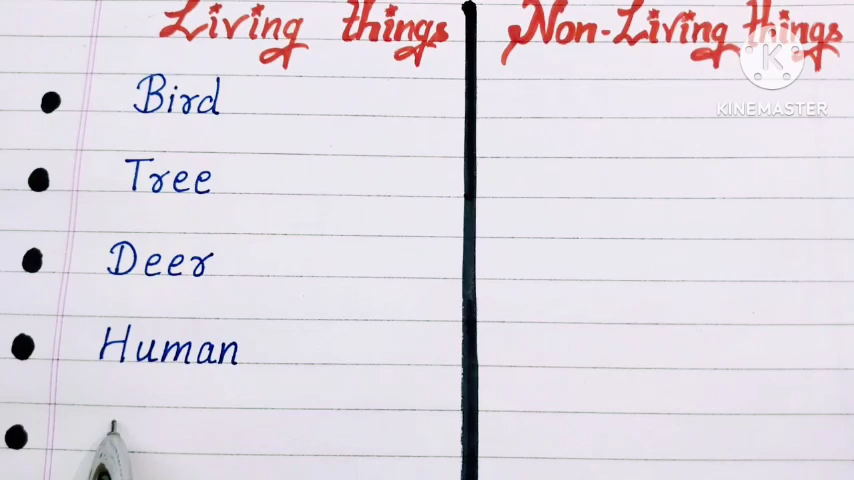 Living things Non-Living things
KINEMASTER
Bird
Tree
Deer
Human